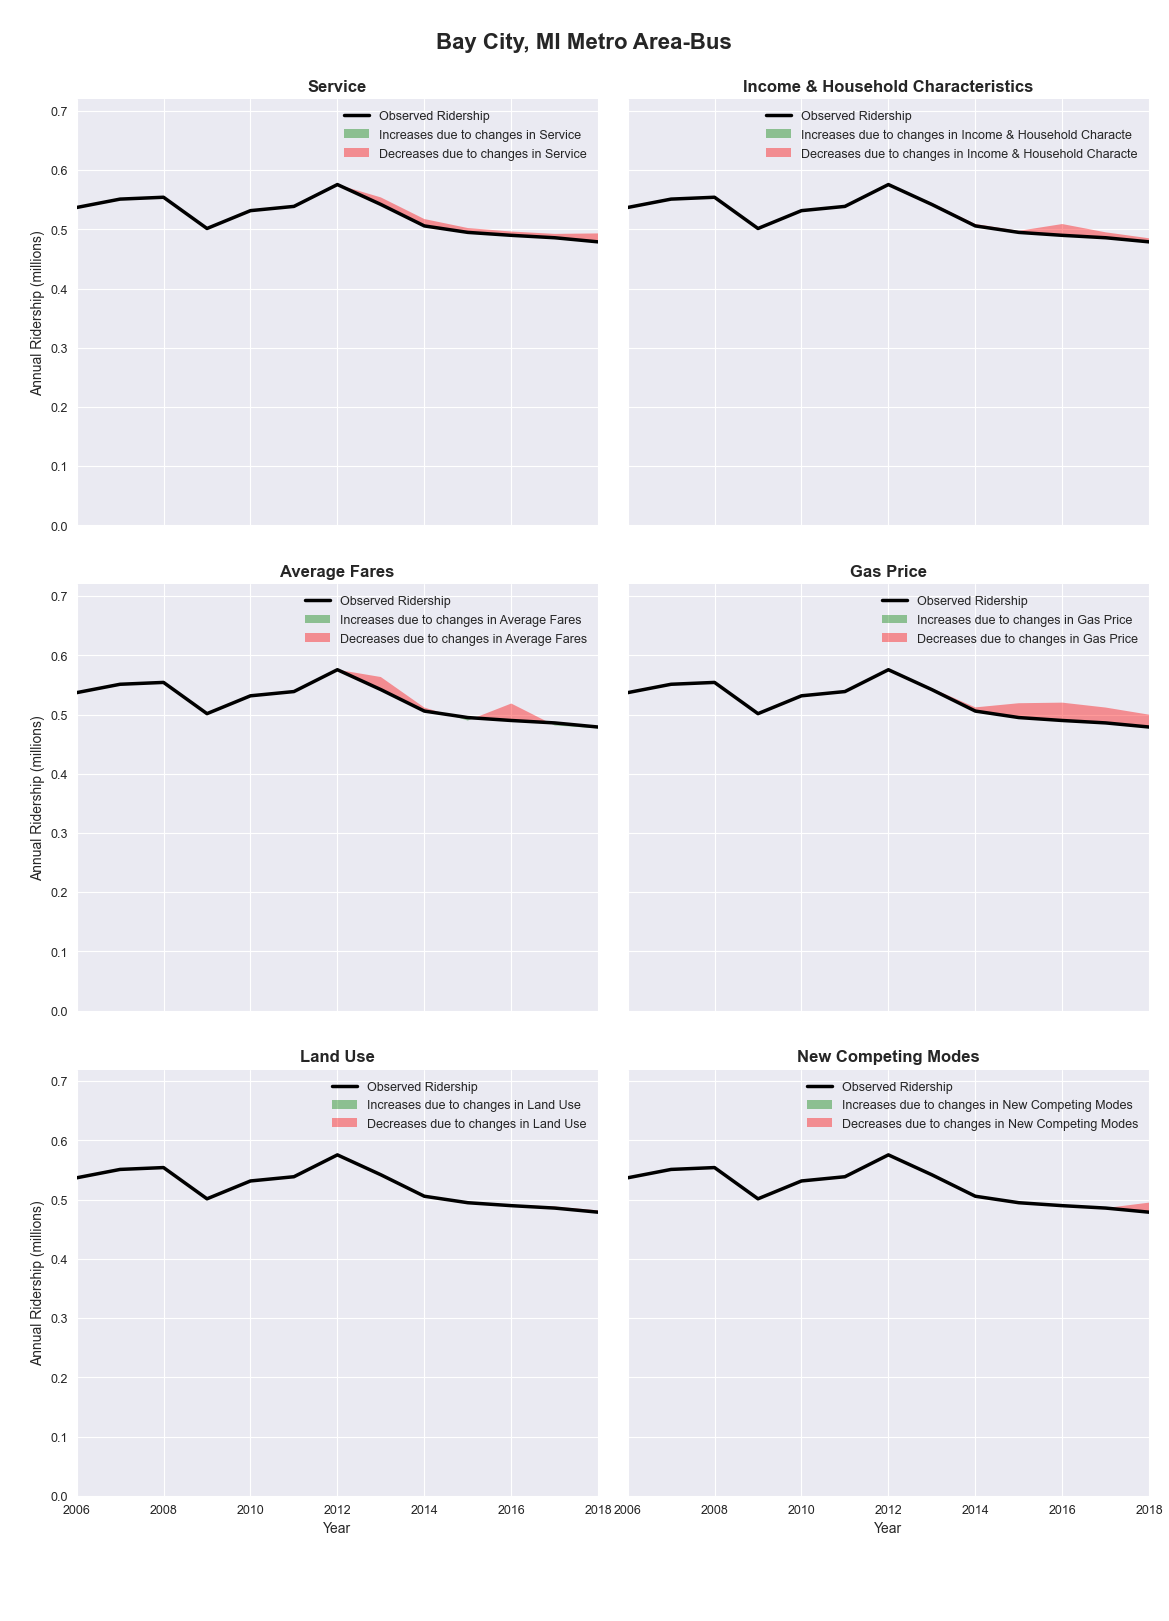 Bay City, MI Metro Area-Bus
Service
Observed Ridership
Increases due to changes in Service
Decreases due to changes in Service
0.7
0.6
0.5
0.4
0.3
0.2
0.1
0.0
Annual Ridership (millions)
Income & Household Characteristics
Observed Ridership
Increases due to changes in Income & Household Characte
Decreases due to changes in Income & Household Characte
Average Fares
Observed Ridership
Increases due to changes in Average Fares
Decreases due to changes in Average Fares
0.7
0.6
0.5
0.4
0.3
0.2
0.1
0.0
Annual Ridership (millions)
Gas Price
Observed Ridership
Increases due to changes in Gas Price
Decreases due to changes in Gas Price
Land Use
Observed Ridership
Increases due to changes in Land Use
Decreases due to changes in Land Use
0.7
0.6
0.5
0.4
0.3
0.2
0.1
0.0
Annual Ridership (millions)
2006 2008 2010 2012 2014 2016 2018
Year
New Competing Modes
Observed Ridership
Increases due to changes in New Competing Modes
Decreases due to changes in New Competing Modes
2006 2008 2010 2012 2014 2016 2018
Year